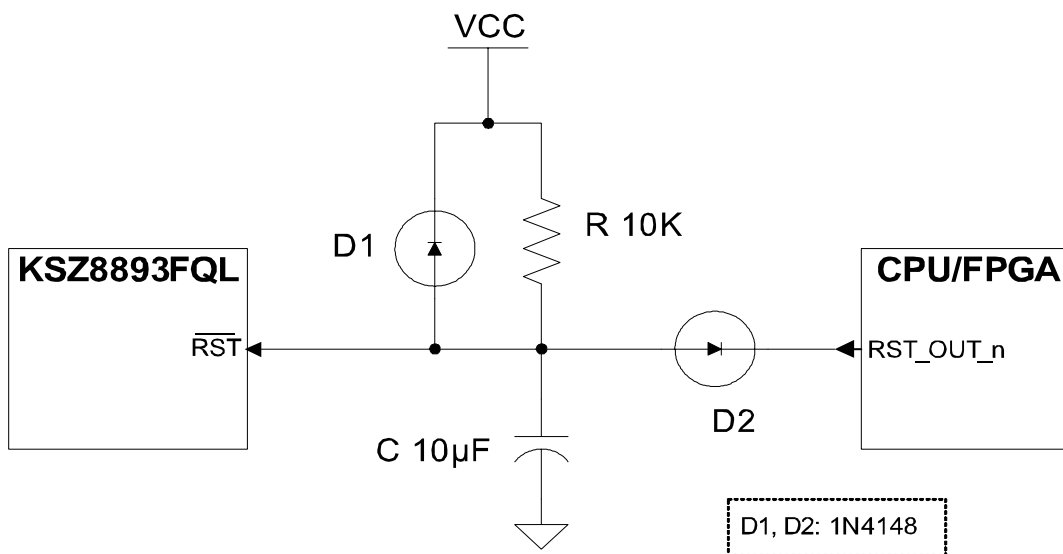 VCC
D1
R 10K
KSZ8893FQL
CPU/FPGA
RST
RST_OUT_n
D2
C 10µF
D1, D2: 1N4148